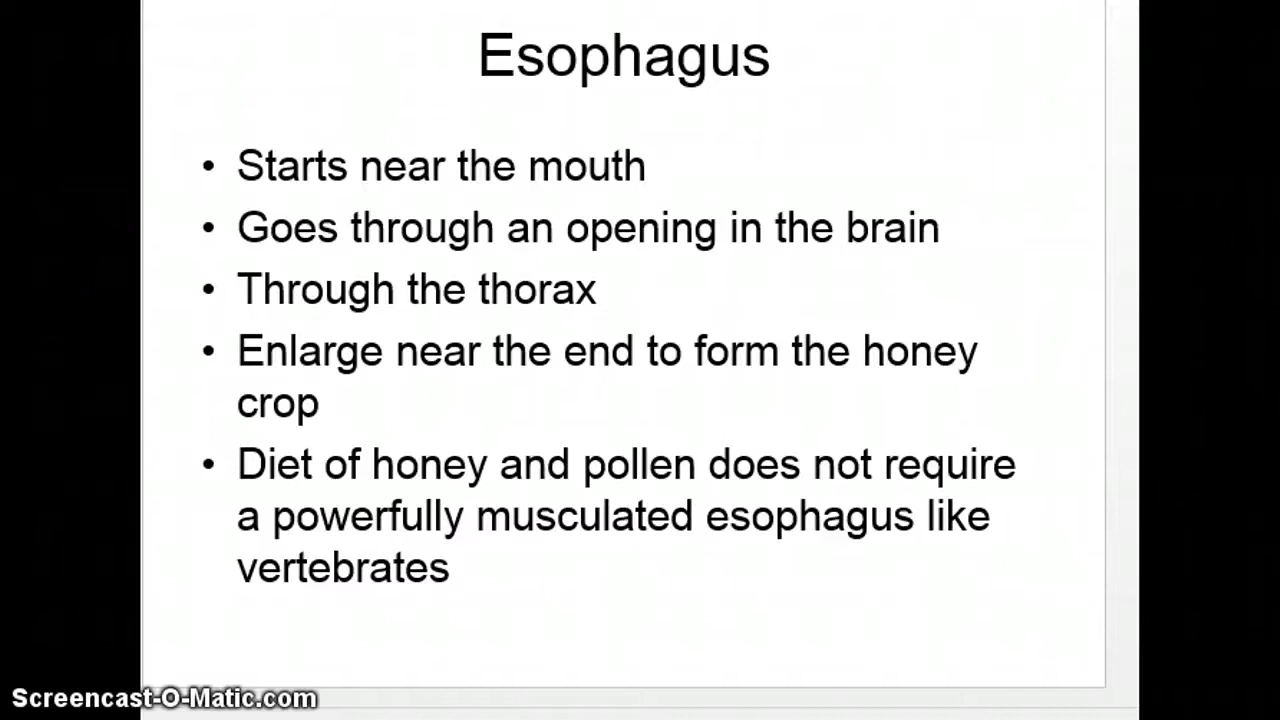 Esophagus
• Starts near the mouth
• Goes through an opening in the brain
• Through the thorax
• Enlarge near the end to form the honey
crop
• Diet of honey and pollen does not require
a powerfully musculated esophagus like
vertebrates
Screencast-O-Matic.com